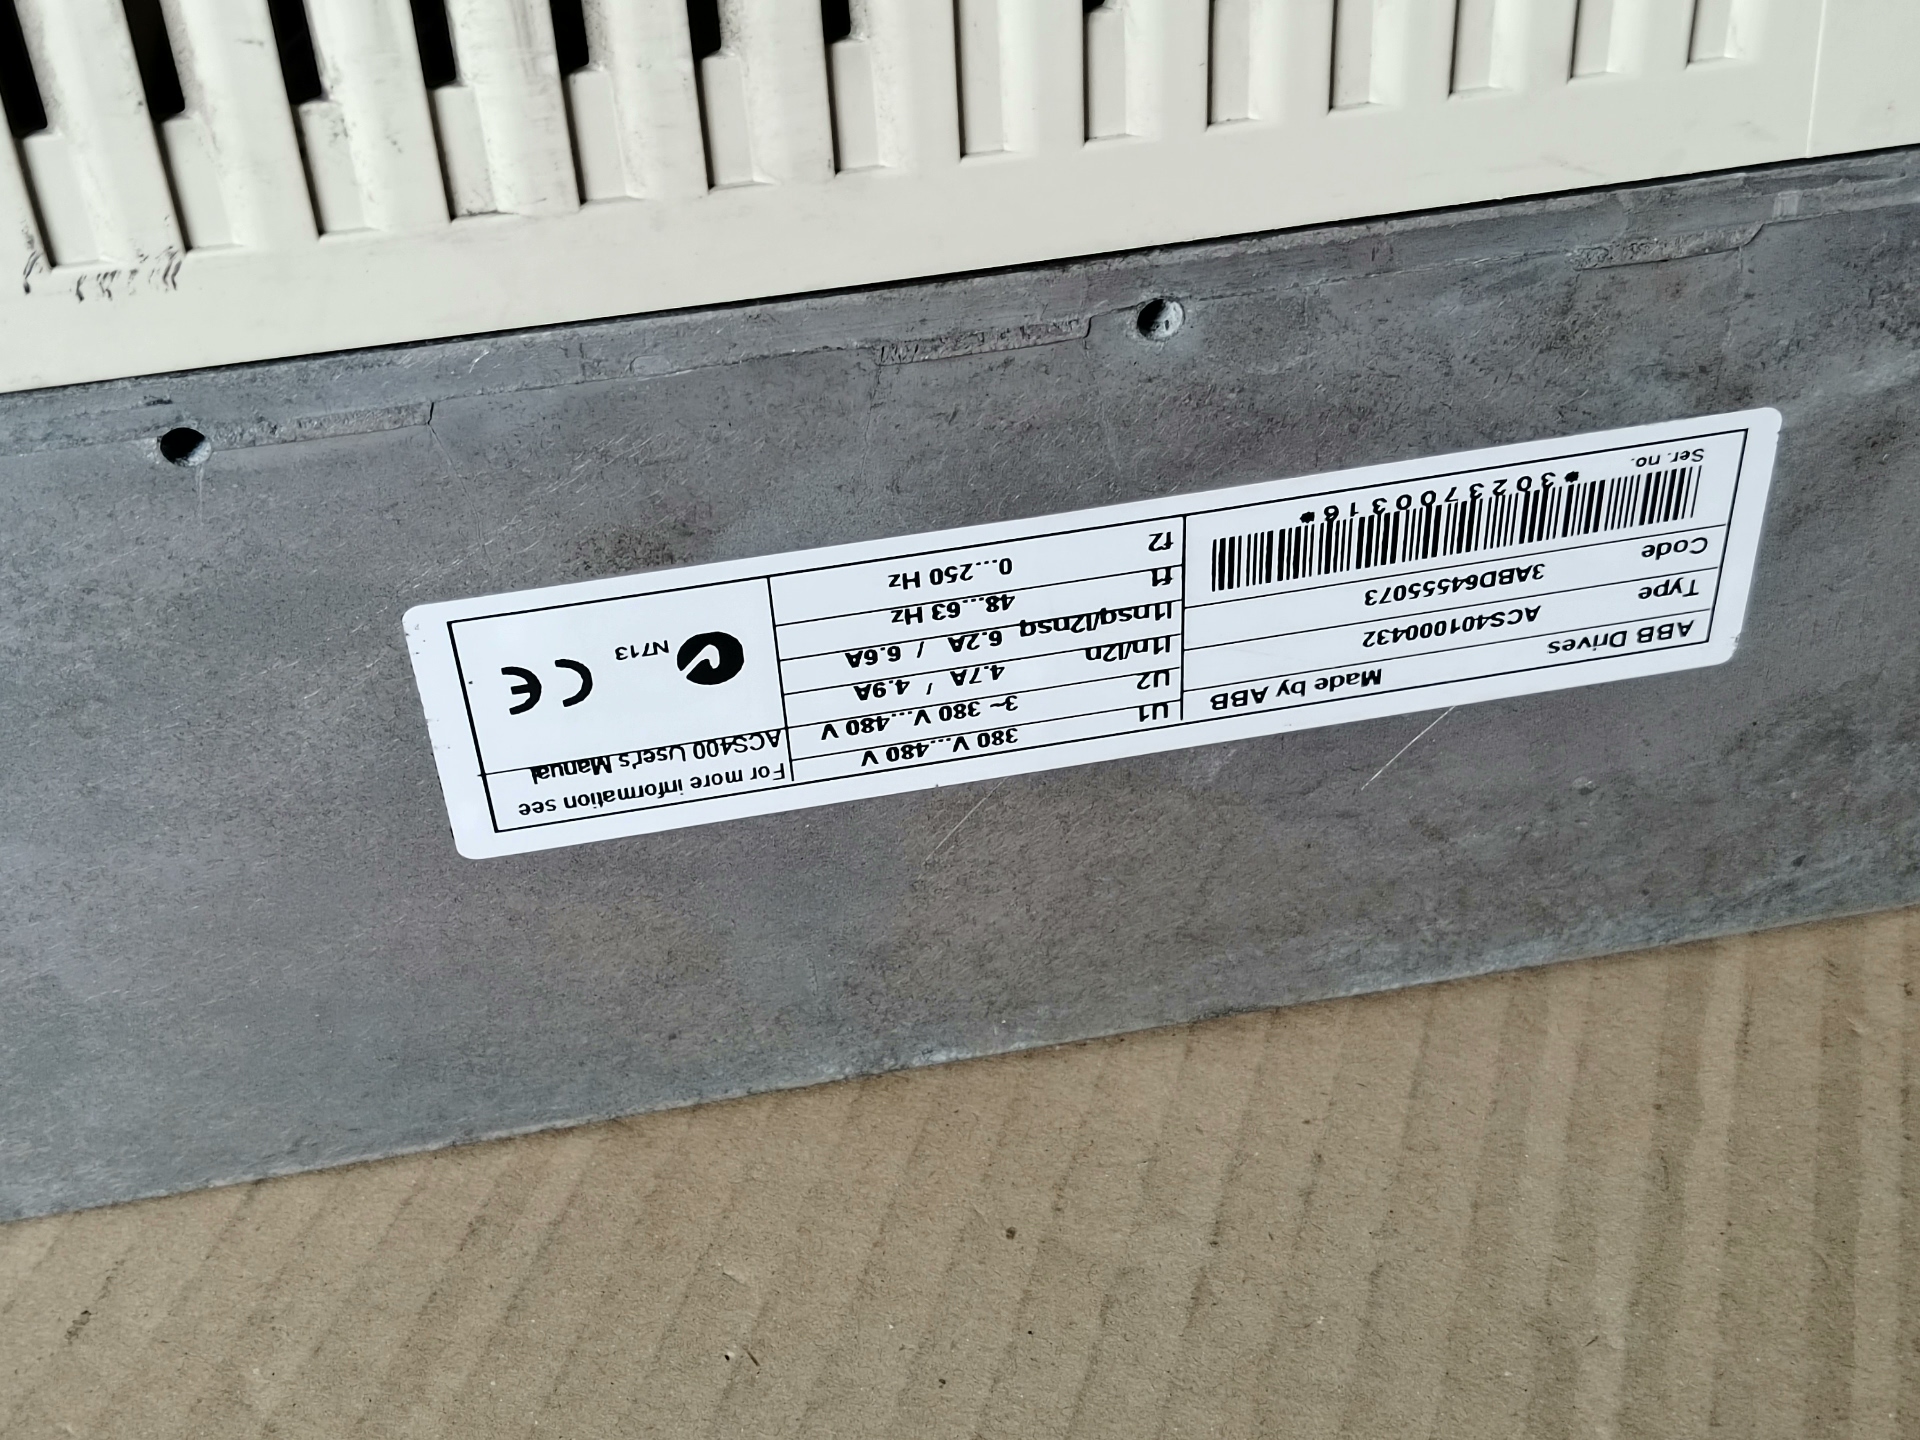 ABB Drives
Made by ABB
Type ACS401000432
Code 3ABD64555073
*3023700316*
Ser. no.
U1 380 V...480 V
U2 3~ 380 V...480 V
I1n/I2n 4.7A / 4.9A
I1nsq/I2nsq 6.2A / 6.6A
f1 48...63 Hz
f2 0...250 Hz
For more information see
ACS400 User's Manual
CE
N713